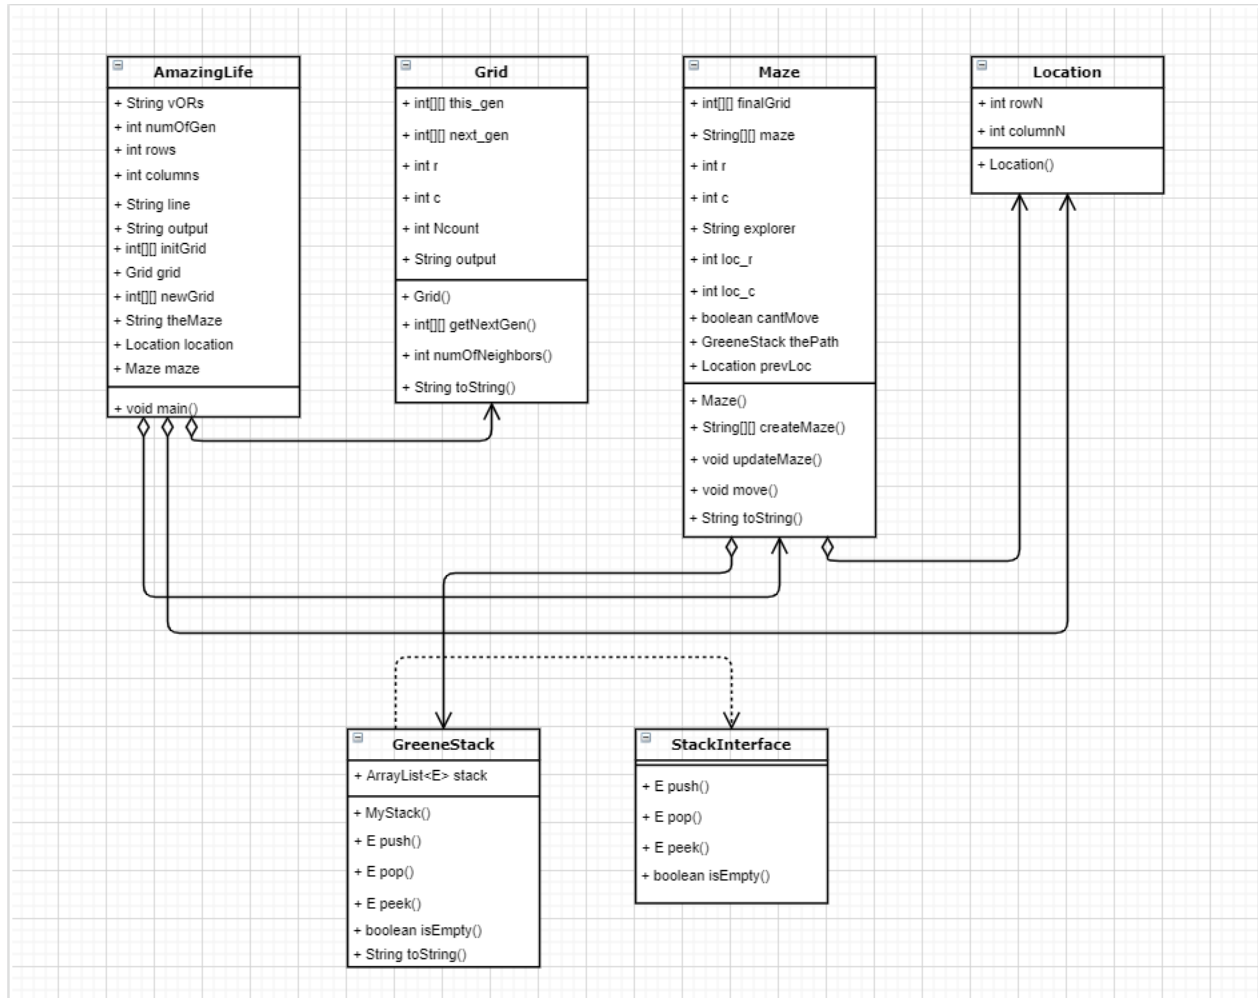 AmazingLife
+ String vORs
+ int numOfGen
+ int rows
+ int columns
+ String line
+ String output
+ int[][] initGrid
+ Grid grid
+ int[][] newGrid
+ String theMaze
+ Location location
+ Maze maze
+ void main()
Grid
+ int[][] this_gen
+ int[][] next_gen
+ int r
+ int c
+ int Ncount
+ String output
+ Grid()
+ int[][] getNextGen()
+ int numOfNeighbors()
+ String toString()
Maze
+ int[][] finalGrid
+ String[][] maze
+ int r
+ int c
+ String explorer
+ int loc_r
+ int loc_c
+ boolean cantMove
+ GreeneStack thePath
+ Location prevLoc
+ Maze()
+ String[][] createMaze()
+ void updateMaze()
+ void move()
+ String toString()
Location
+ int rowN
+ int columnN
+ Location()
GreeneStack
+ ArrayList<E> stack
+ MyStack()
+ E push()
+ E pop()
+ E peek()
+ boolean isEmpty()
+ String toString()
StackInterface
+ E push()
+ E pop()
+ E peek()
+ boolean isEmpty()